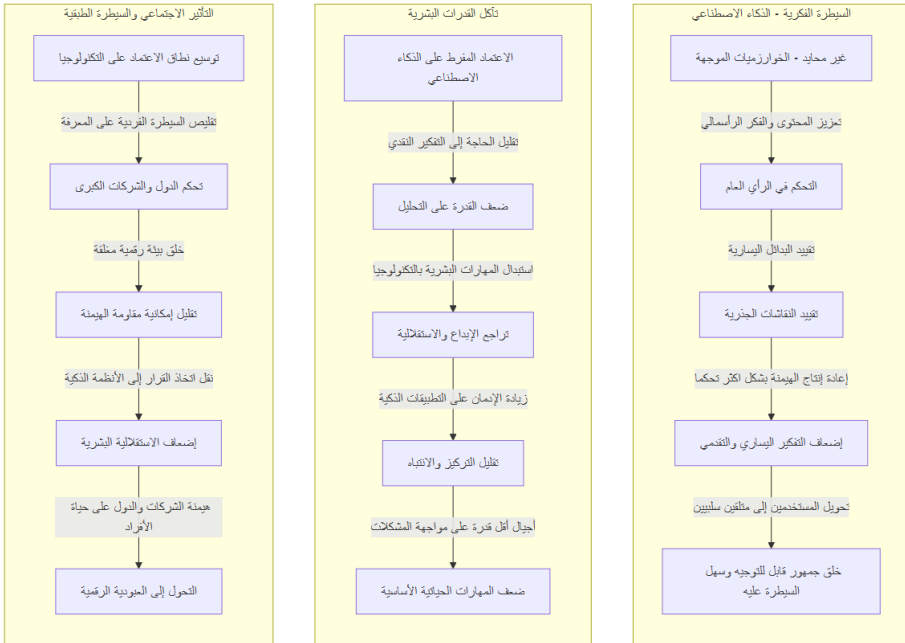 السيطرة الفكرية - الذكاء الاصطناعي
غير محايد - الخوارزميات الموجهة
تعزيز المحتوى والفكر الرأسمالي
التحكم في الرأي العام
تقييد البدائل اليسارية
تقييد النقاشات الجذرية
إعادة إنتاج الهيمنة بشكل اكثر تحكما
إضعاف التفكير اليساري والتقدمي
تحويل المستخدمين إلى متلقين سلبيين
خلق جمهور قابل للتوجيه وسهل
السيطرة عليه
تآكل القدرات البشرية
الاعتماد المفرط على الذكاء
الاصطناعي
تقليل الحاجة إلى التفكير النقدي
ضعف القدرة على التحليل
استبدال المهارات البشرية بالتكنولوجيا
تراجع الإبداع والاستقلالية
زيادة الإدمان على التطبيقات الذكية
تقليل التركيز والانتباه
أجيال أقل قدرة على مواجهة المشكلات
ضعف المهارات الحياتية الأساسية
التأثير الاجتماعي والسيطرة الطبقية
توسيع نطاق الاعتماد على التكنولوجيا
تقليص السيطرة الفردية على المعرفة
تحكم الدول والشركات الكبرى
خلق بيئة رقمية مغلقة
تقليل إمكانية مقاومة الهيمنة
نقل اتخاذ القرار إلى الأنظمة الذكية
إضعاف الاستقلالية البشرية
هيمنة الشركات والدول على حياة
الأفراد
التحول إلى العبودية الرقمية